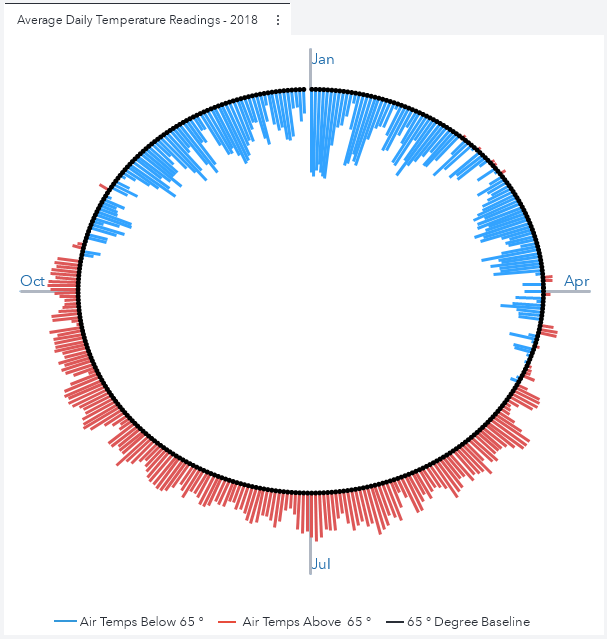 Average Daily Temperature Readings - 2018
Jan
Oct
Apr
Jul
Air Temps Below 65 °
Air Temps Above  65 °
65 ° Degree Baseline